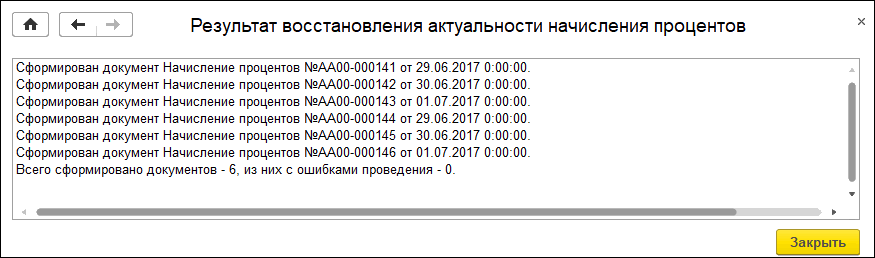 Результат восстановления актуальности начисления процентов
Сформирован документ Начисление процентов №АА00-000141 от 29.06.2017 0:00:00.
Сформирован документ Начисление процентов №АА00-000142 от 30.06.2017 0:00:00.
Сформирован документ Начисление процентов №АА00-000143 от 01.07.2017 0:00:00.
Сформирован документ Начисление процентов №АА00-000144 от 29.06.2017 0:00:00.
Сформирован документ Начисление процентов №АА00-000145 от 30.06.2017 0:00:00.
Сформирован документ Начисление процентов №АА00-000146 от 01.07.2017 0:00:00.
Всего сформировано документов - 6, из них с ошибками проведения - 0.
Закрыть